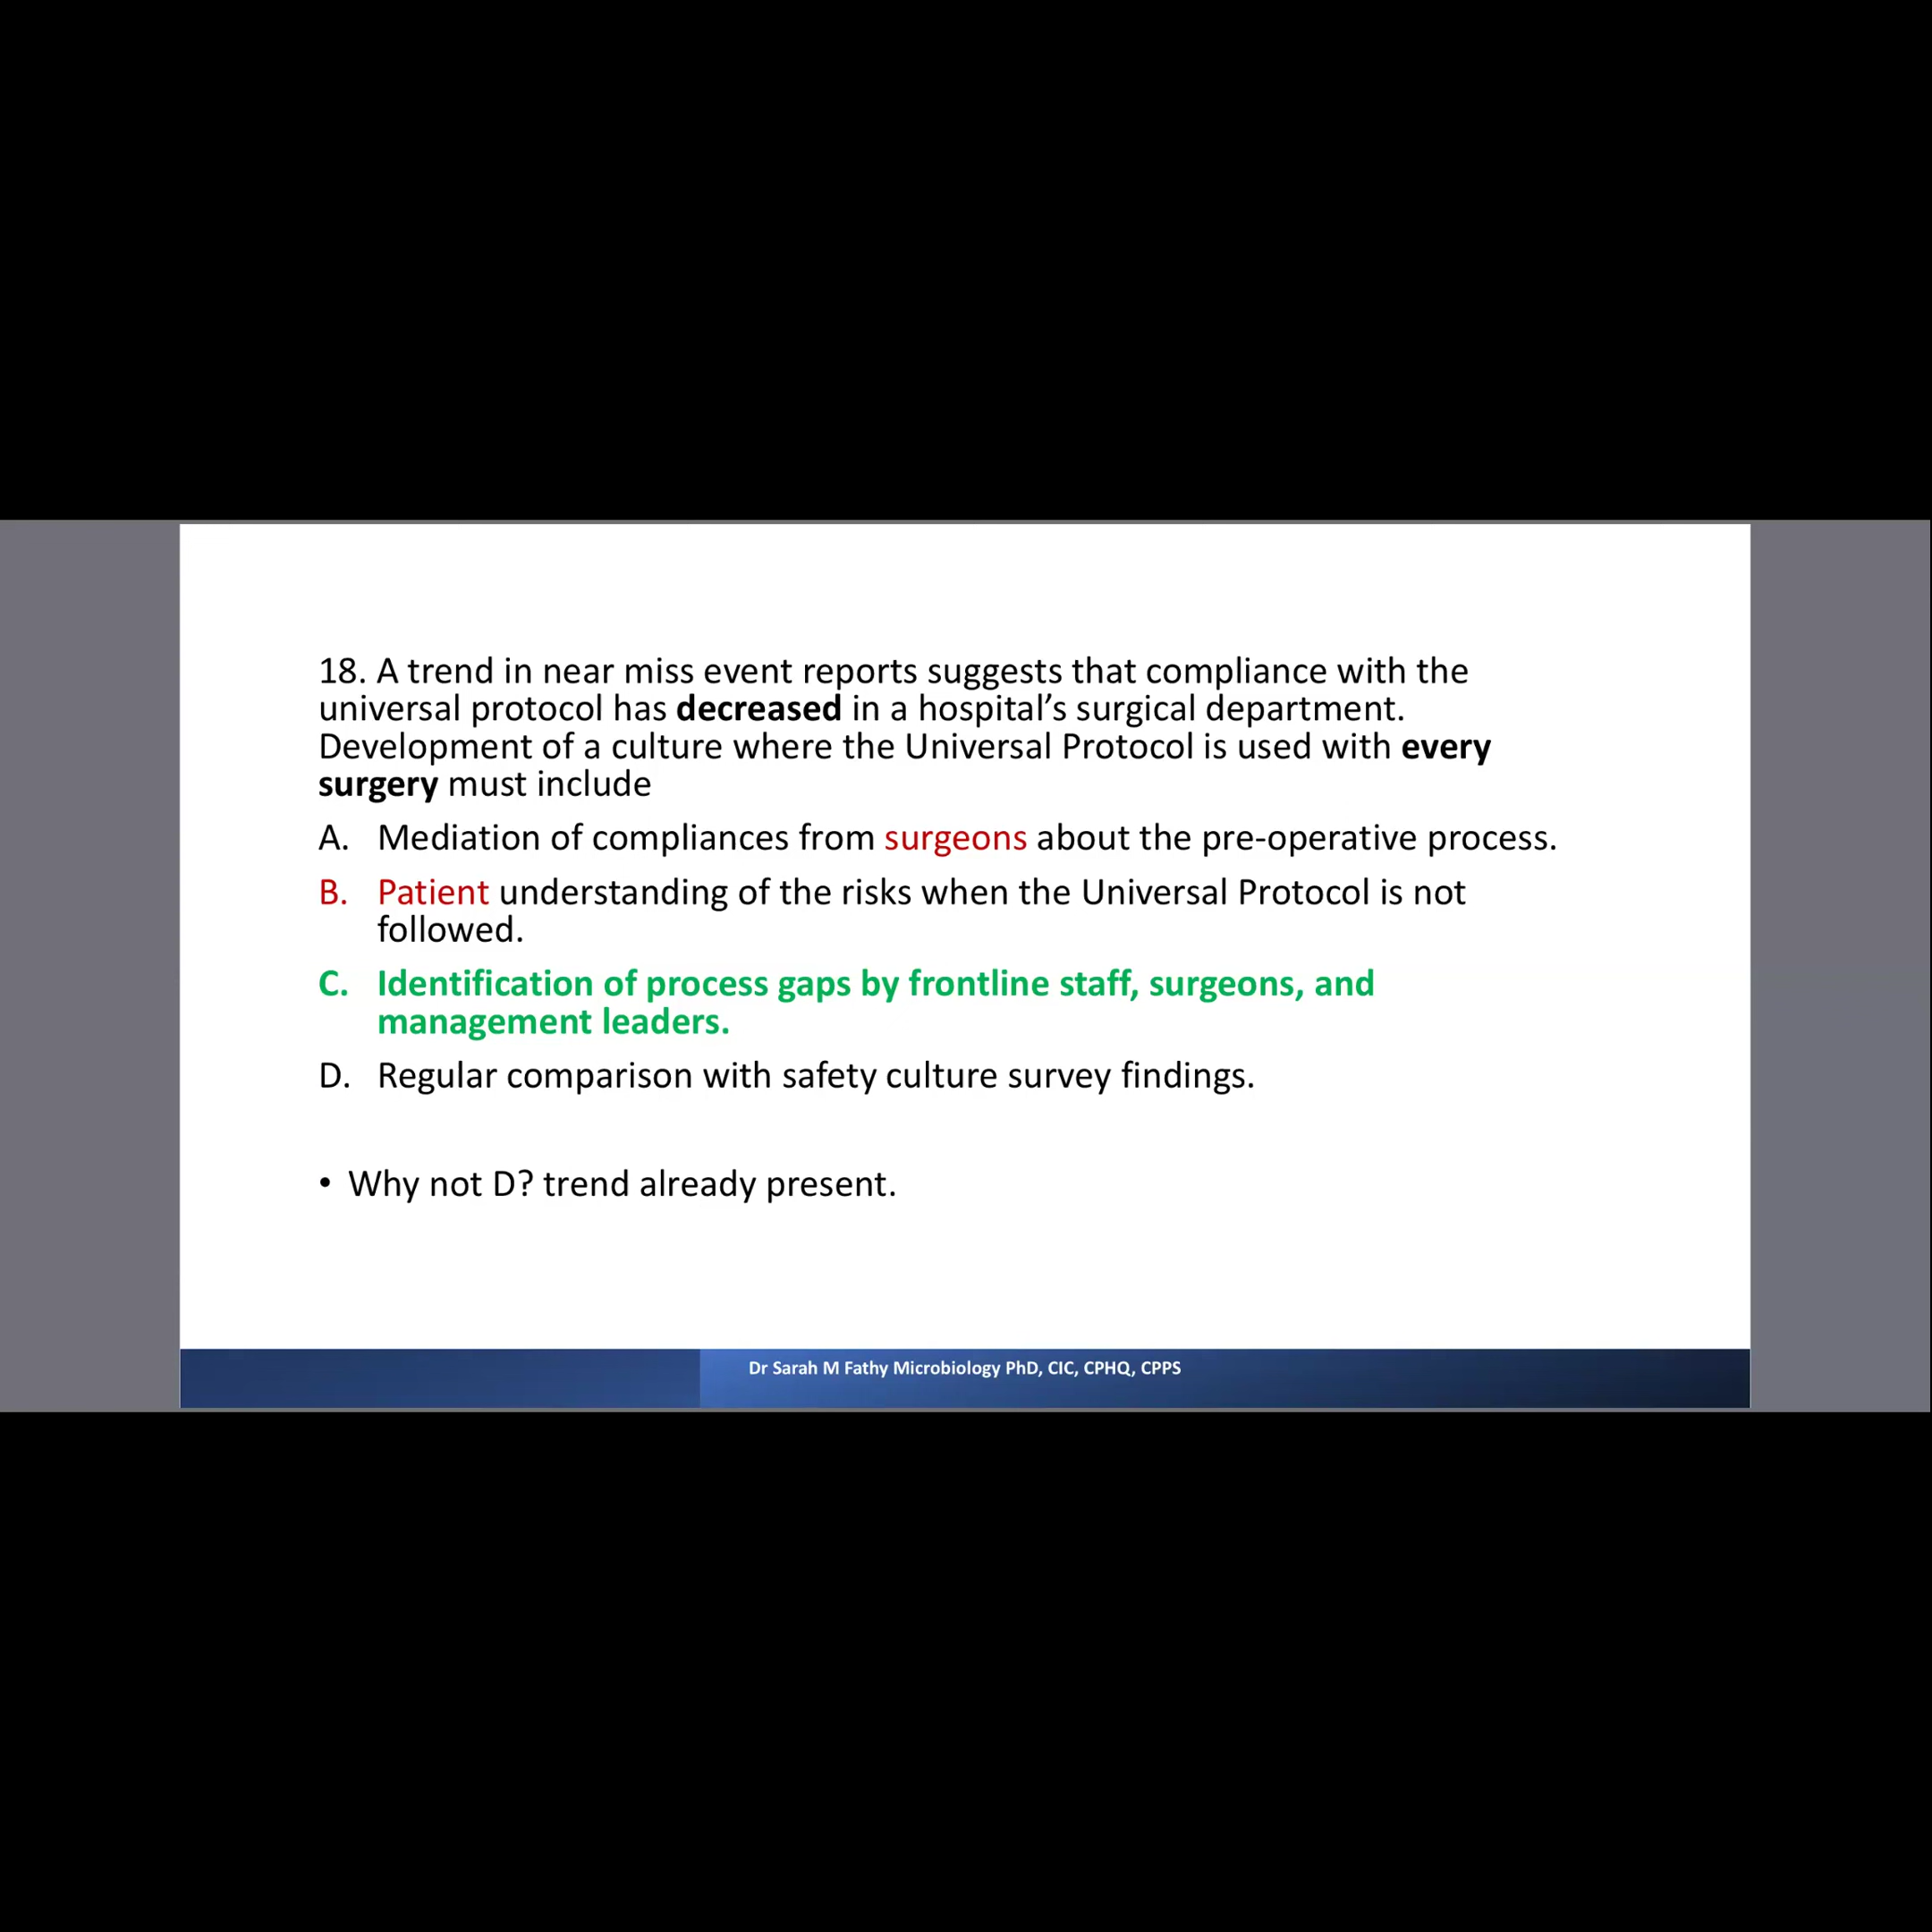 18. A trend in near miss event reports suggests that compliance with the
universal protocol has decreased in a hospital’s surgical department.
Development of a culture where the Universal Protocol is used with every
surgery must include
A. Mediation of compliances from surgeons about the pre-operative process.
B. Patient understanding of the risks when the Universal Protocol is not
followed.
C. Identification of process gaps by frontline staff, surgeons, and
management leaders.
D. Regular comparison with safety culture survey findings.
• Why not D? trend already present.
Dr Sarah M Fathy Microbiology PhD, CIC, CPHQ, CPPS